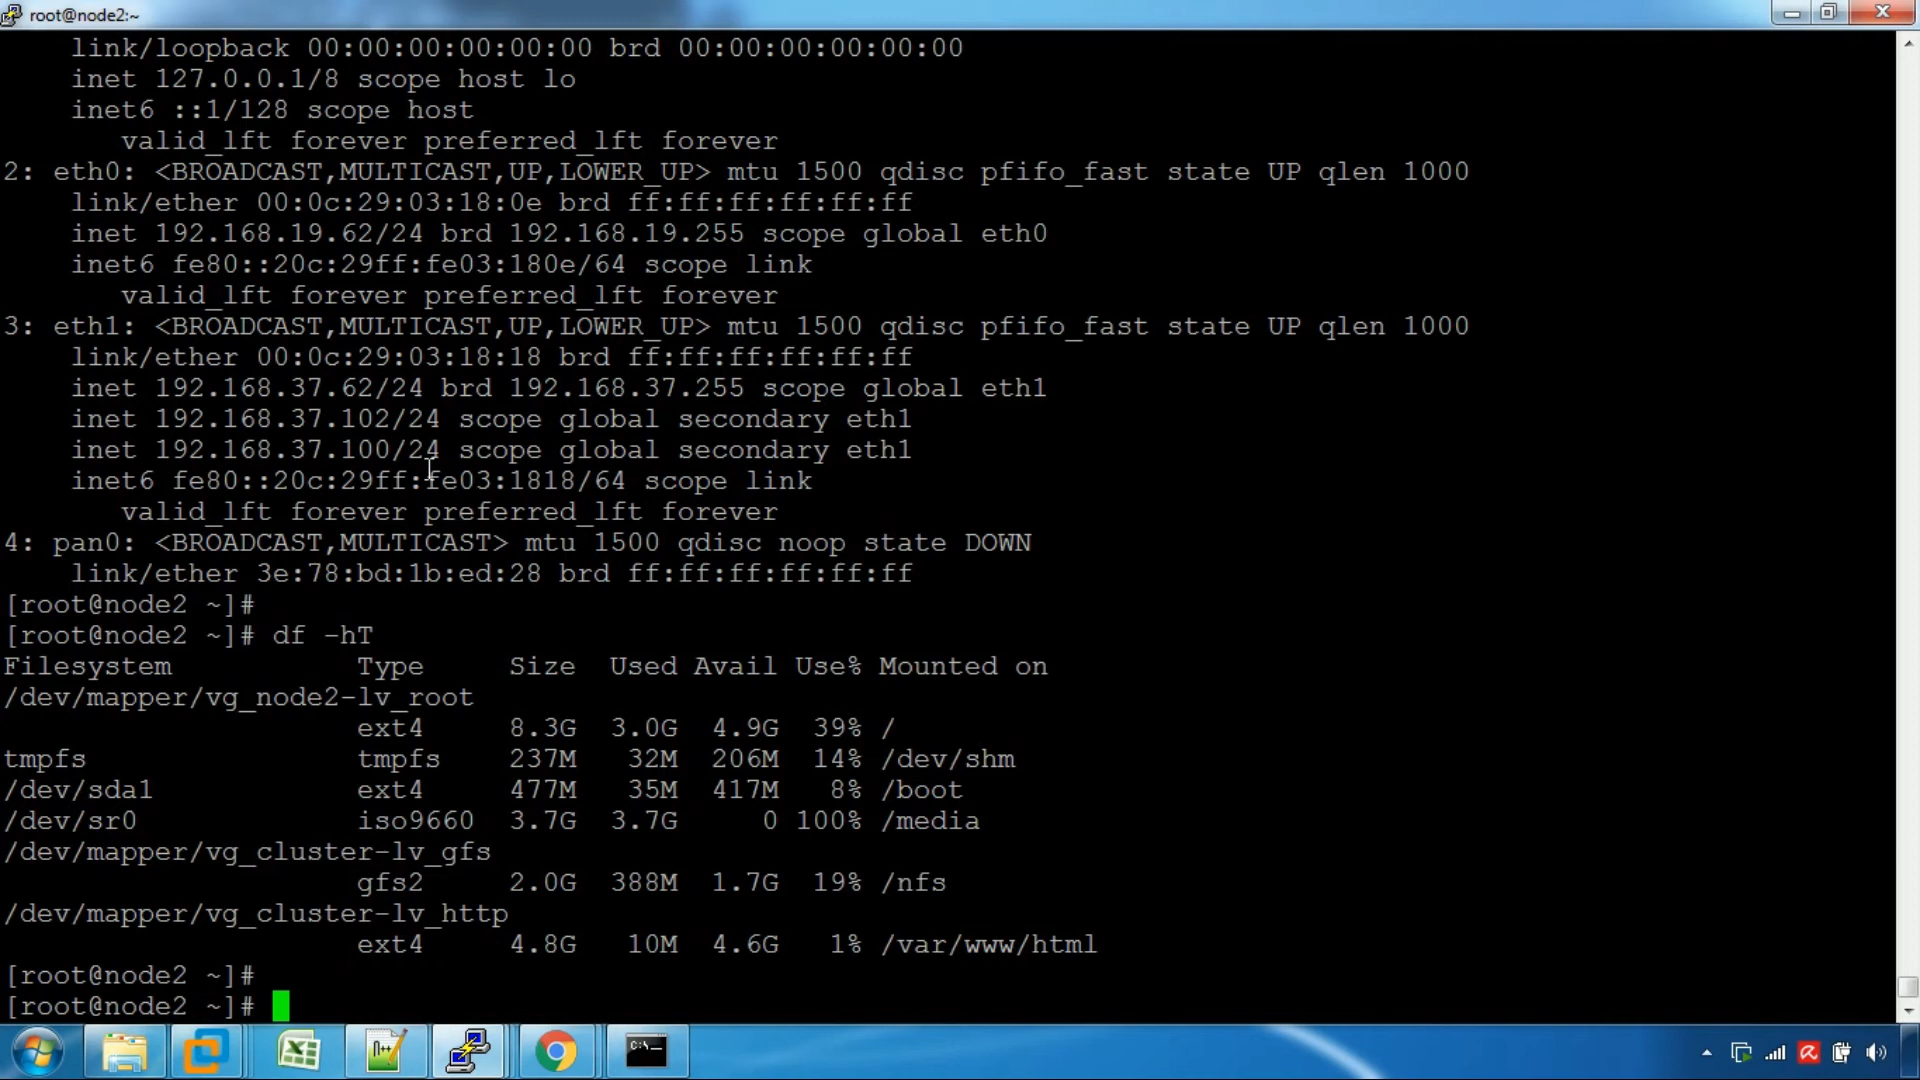 root@node2:~
link/loopback 00:00:00:00:00:00 brd 00:00:00:00:00:00
inet 127.0.0.1/8 scope host lo
inet6 ::1/128 scope host
valid_lft forever preferred_lft forever
2: eth0: <BROADCAST,MULTICAST,UP,LOWER_UP> mtu 1500 qdisc pfifo_fast state UP qlen 1000
link/ether 00:0c:29:03:18:0e brd ff:ff:ff:ff:ff:ff
inet 192.168.19.62/24 brd 192.168.19.255 scope global eth0
inet6 fe80::20c:29ff:fe03:180e/64 scope link
valid_lft forever preferred_lft forever
3: eth1: <BROADCAST,MULTICAST,UP,LOWER_UP> mtu 1500 qdisc pfifo_fast state UP qlen 1000
link/ether 00:0c:29:03:18:18 brd ff:ff:ff:ff:ff:ff
inet 192.168.37.62/24 brd 192.168.37.255 scope global eth1
inet 192.168.37.102/24 scope global secondary eth1
inet 192.168.37.100/24 scope global secondary eth1
inet6 fe80::20c:29ff:fe03:1818/64 scope link
valid_lft forever preferred_lft forever
4: pan0: <BROADCAST,MULTICAST> mtu 1500 qdisc noop state DOWN
link/ether 3e:78:bd:1b:ed:28 brd ff:ff:ff:ff:ff:ff
[root@node2 ~]#
[root@node2 ~]# df -hT
Filesystem Type Size Used Avail Use% Mounted on
/dev/mapper/vg_node2-lv_root
ext4 8.3G 3.0G 4.9G 39% /
tmpfs tmpfs 237M 32M 206M 14% /dev/shm
/dev/sda1 ext4 477M 35M 417M 8% /boot
/dev/sr0 iso9660 3.7G 3.7G 0 100% /media
/dev/mapper/vg_cluster-lv_gfs
gfs2 2.0G 388M 1.7G 19% /nfs
/dev/mapper/vg_cluster-lv_http
ext4 4.8G 10M 4.6G 1% /var/www/html
[root@node2 ~]#
[root@node2 ~]#